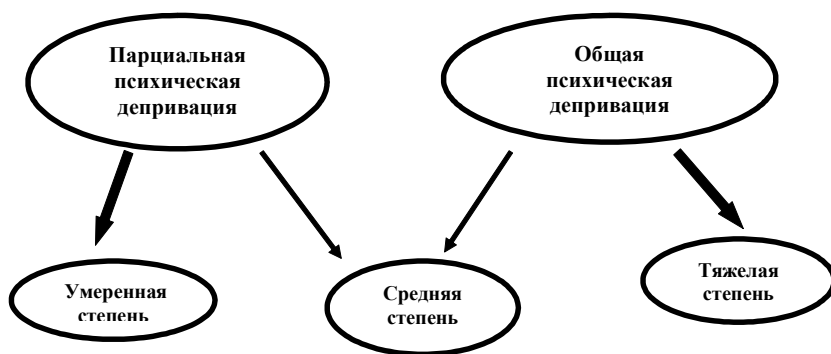 Парциальная
психическая
депривация
Общая
психическая
депривация
Умеренная
степень
Средняя
степень
Тяжелая
степень